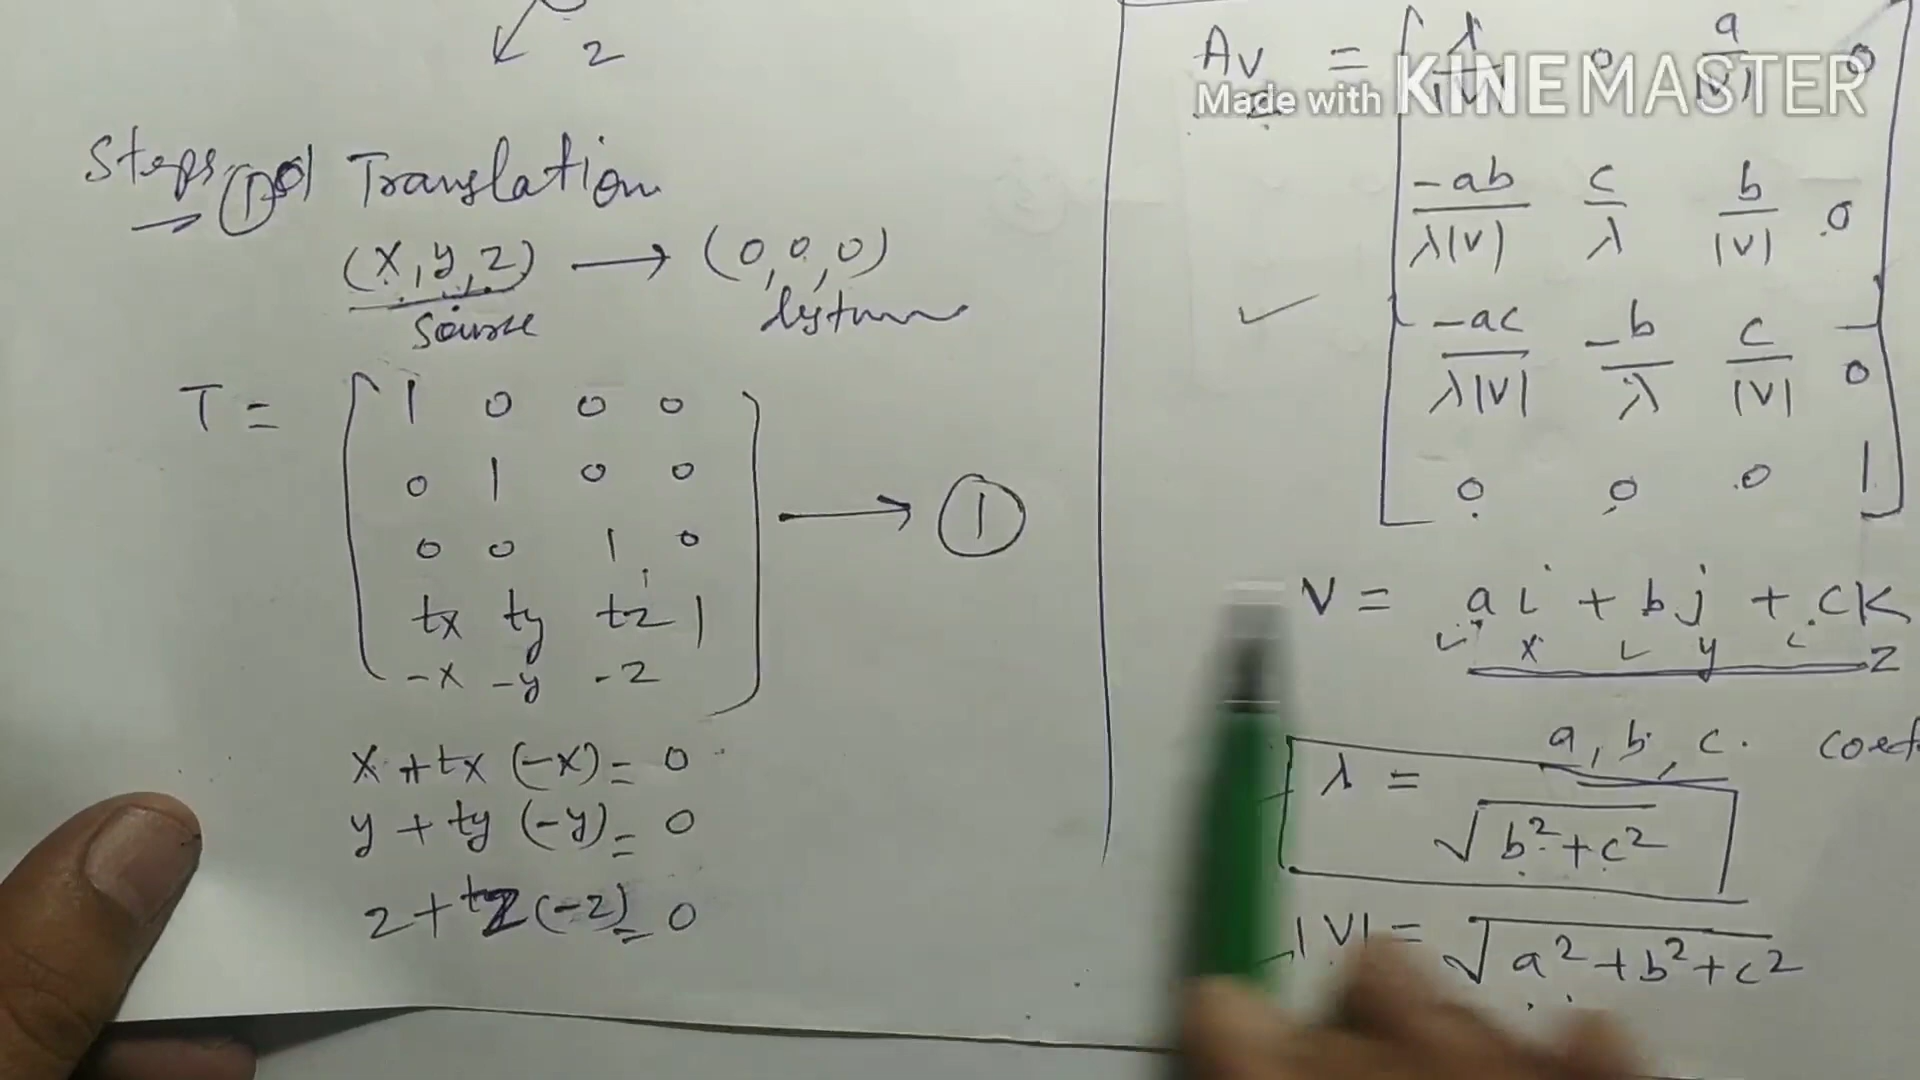 2
Steps ① Translation
(x, y, z) → (0, 0, 0)
Source
T = [ 1 0 0 0
0 1 0 0
0 0 1 0
tx ty tz 1
-x -y -z ] → ①
x + tx (-x) = 0
y + ty (-y) = 0
z + tz (-z) = 0
Av = [ λ/|V| 0 a/|V| 0
Made with KINEMASTER
-ab/λ|V| c/λ b/|V| 0
-ac/λ|V| -b/λ c/|V| 0
0 0 0 1 ]
V = ai + bj + ck
x y z
a, b, c.
λ = √b²+c²
|V| = √a²+b²+c²